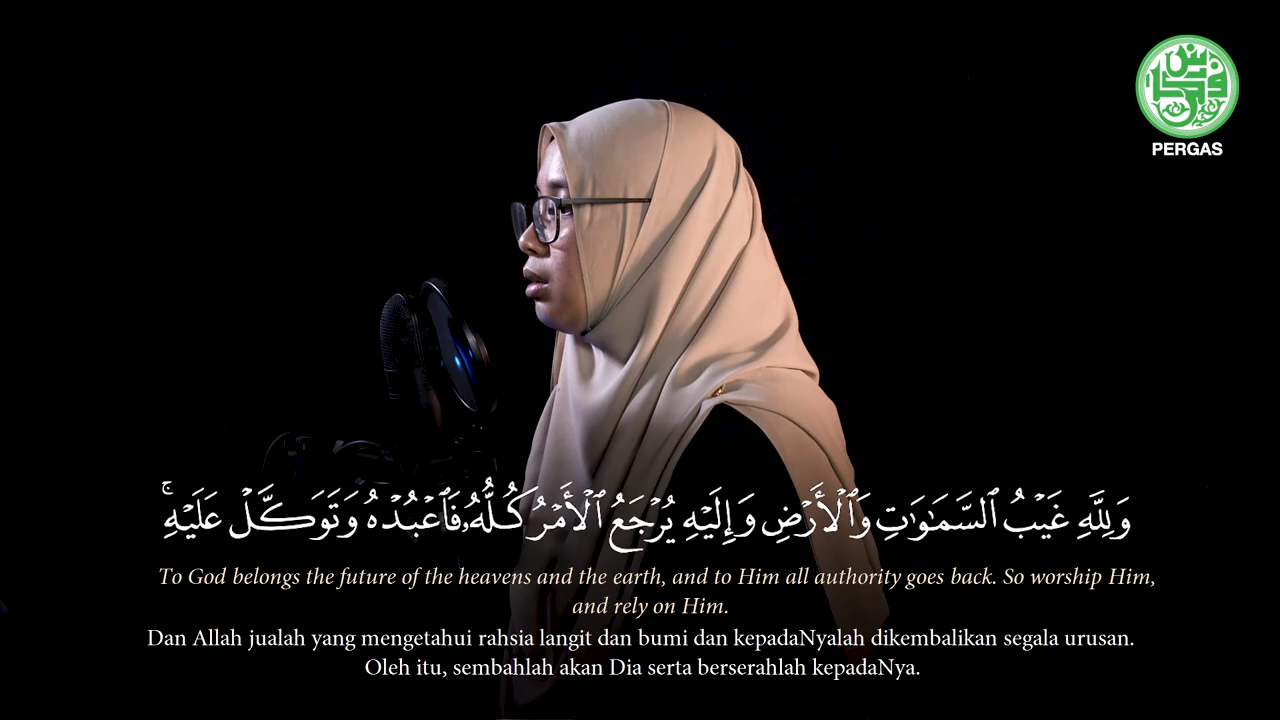 PERGAS
وَلِلَّهِ غَيْبُ ٱلسَّمَٰوَٰتِ وَٱلْأَرْضِ وَإِلَيْهِ يُرْجَعُ ٱلْأَمْرُ كُلُّهُۥ فَٱعْبُدْهُ وَتَوَكَّلْ عَلَيْهِۚ
To God belongs the future of the heavens and the earth, and to Him all authority goes back. So worship Him,
and rely on Him.
Dan Allah jualah yang mengetahui rahsia langit dan bumi dan kepadaNyalah dikembalikan segala urusan.
Oleh itu, sembahlah akan Dia serta berserahlah kepadaNya.